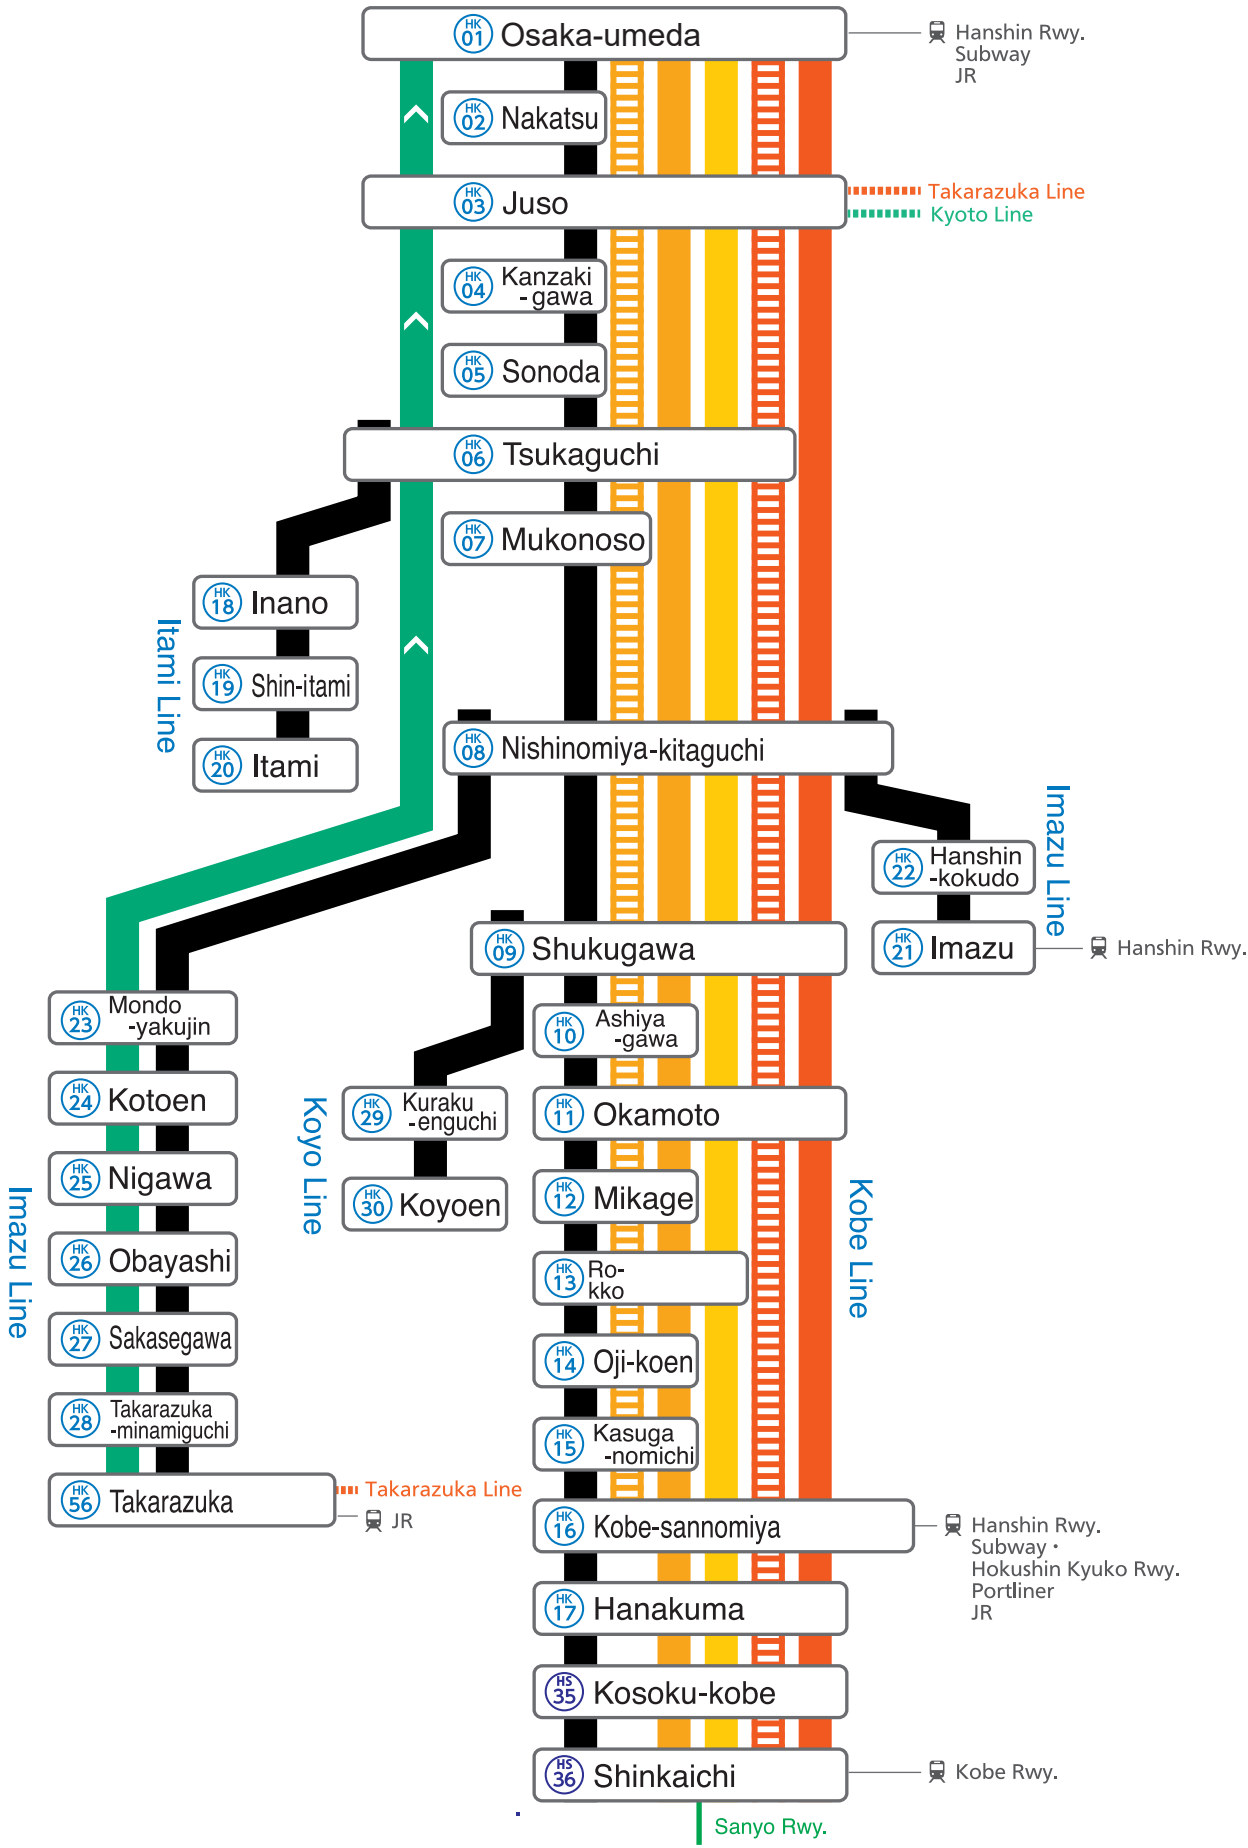 HK
01
Osaka-umeda
Hanshin Rwy.
Subway
JR
HK
02
Nakatsu
HK
03
Juso
Takarazuka Line
Kyoto Line
HK
04
Kanzaki
-gawa
HK
05
Sonoda
HK
06
Tsukaguchi
HK
07
Mukonoso
HK
18
Inano
HK
19
Shin-itami
HK
20
Itami
Itami Line
HK
08
Nishinomiya-kitaguchi
HK
22
Hanshin
-kokudo
HK
21
Imazu
Hanshin Rwy.
Imazu Line
HK
09
Shukugawa
HK
23
Mondo
-yakujin
HK
10
Ashiya
-gawa
HK
24
Kotoen
HK
29
Kuraku
-enguchi
HK
11
Okamoto
HK
25
Nigawa
HK
30
Koyoen
Koyo Line
HK
12
Mikage
Kobe Line
HK
26
Obayashi
HK
13
Ro-
kko
Imazu Line
HK
27
Sakasegawa
HK
14
Oji-koen
HK
28
Takarazuka
-minamiguchi
HK
15
Kasuga
-nomichi
HK
56
Takarazuka
Takarazuka Line
JR
HK
16
Kobe-sannomiya
Hanshin Rwy.
Subway・
Hokushin Kyuko Rwy.
Portliner
JR
HK
17
Hanakuma
HS
35
Kosoku-kobe
HS
36
Shinkaichi
Kobe Rwy.
Sanyo Rwy.